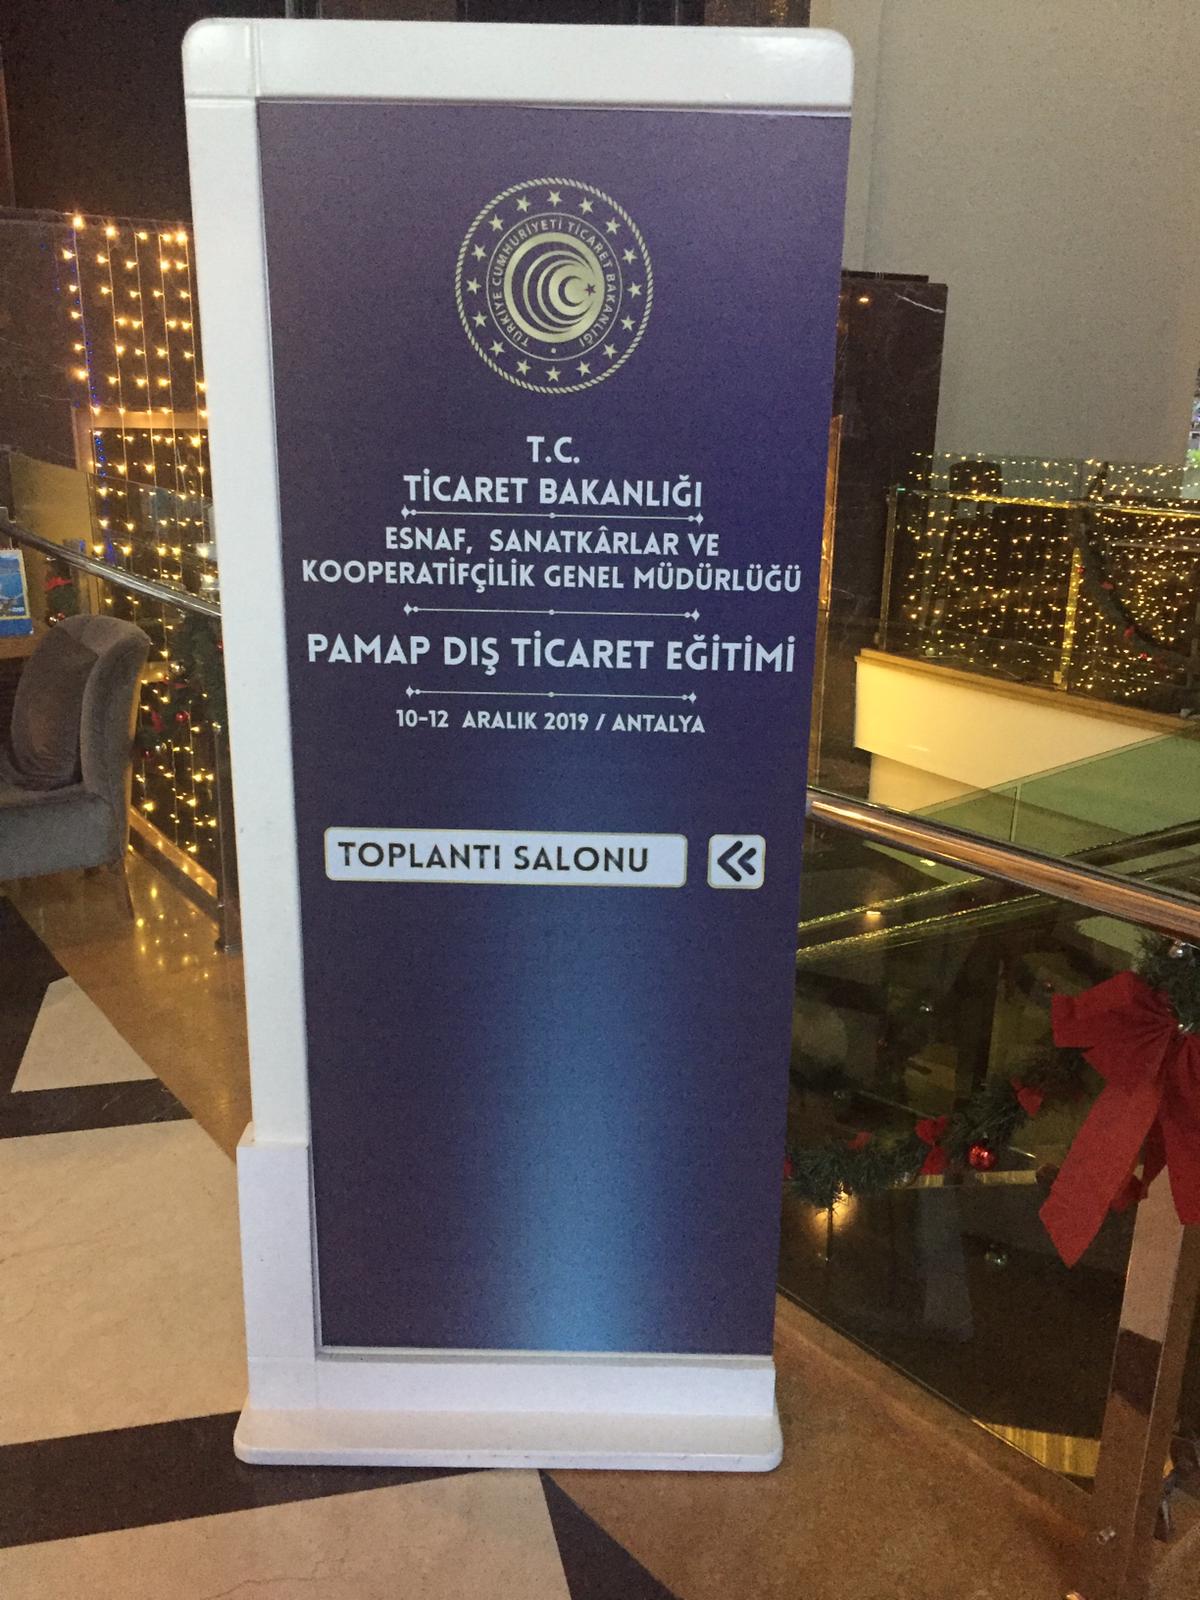 TÜRKİYE CUMHURİYETİ TİCARET BAKANLIĞI
T.C.
TİCARET BAKANLIĞI
ESNAF, SANATKÂRLAR VE
KOOPERATİFÇİLİK GENEL MÜDÜRLÜĞÜ
PAMAP DIŞ TİCARET EĞİTİMİ
10-12 ARALIK 2019 / ANTALYA
TOPLANTI SALONU